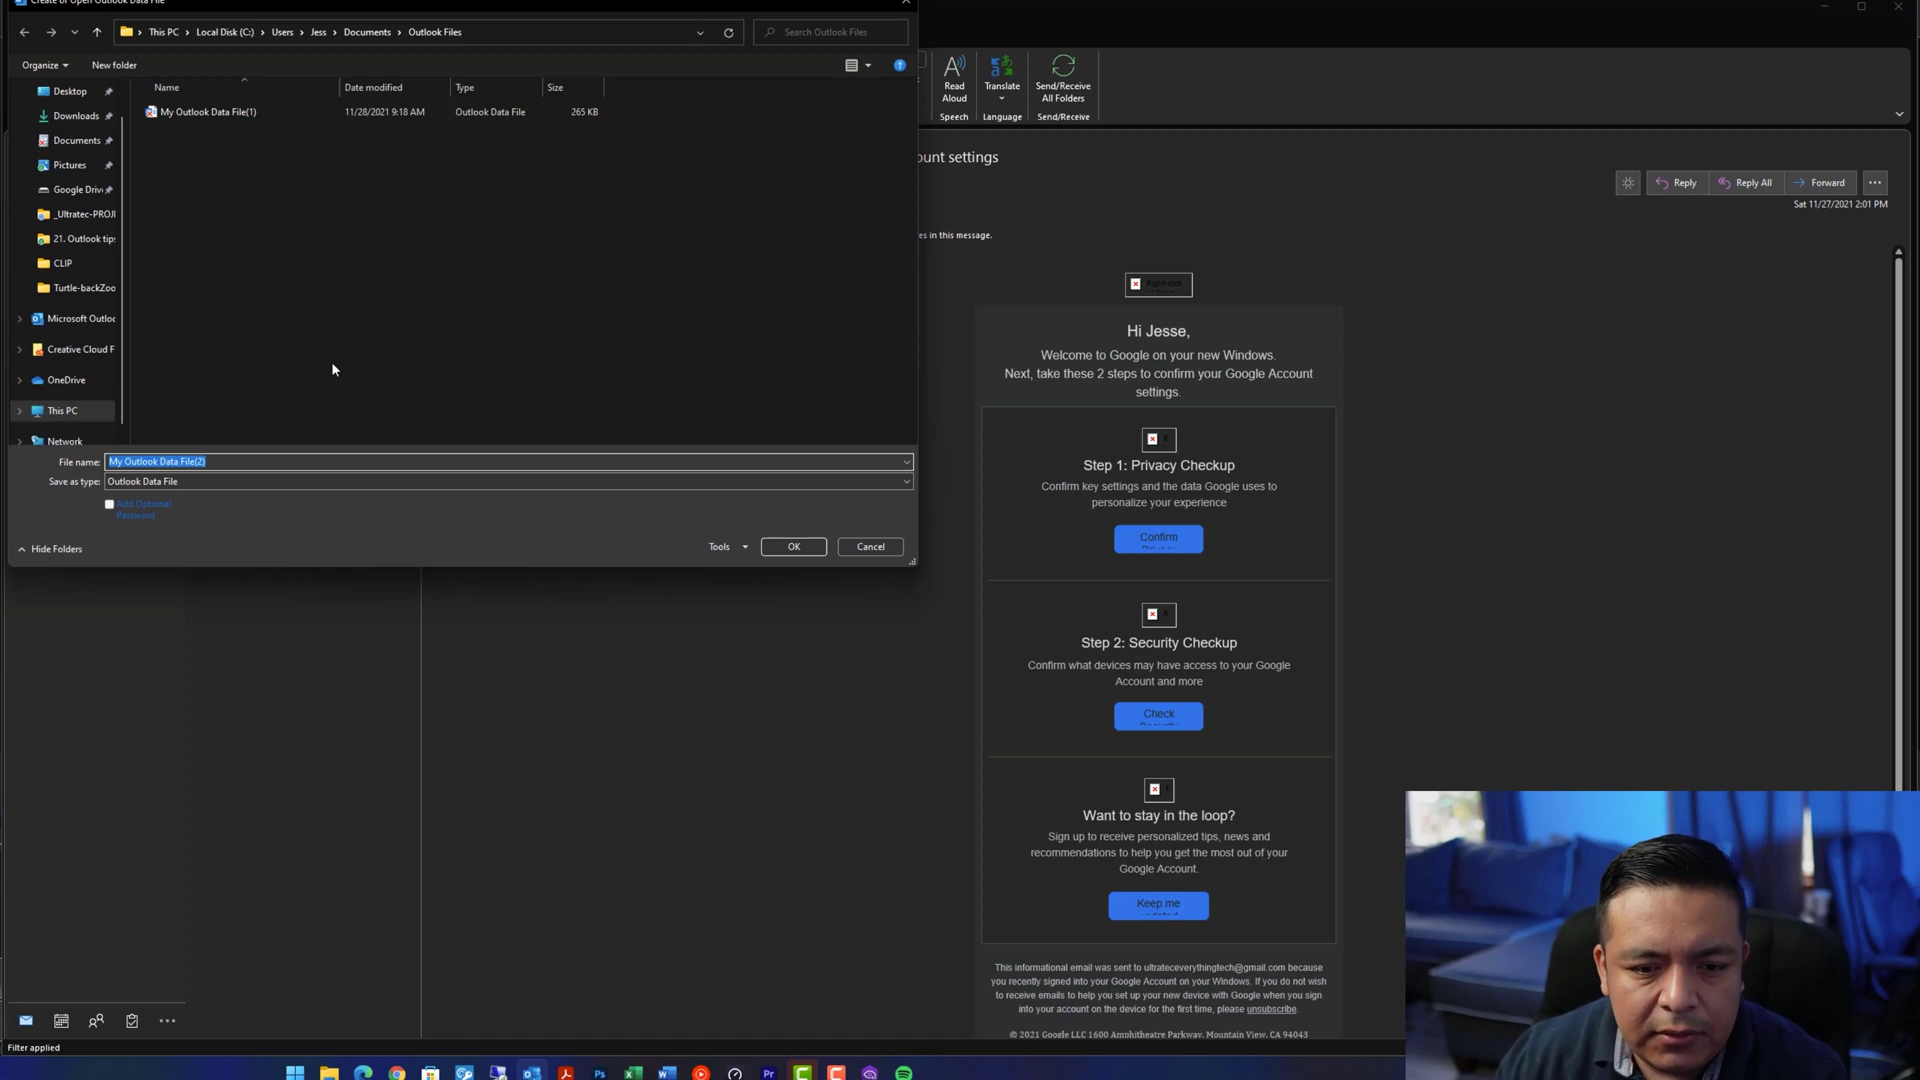 Create or Open Outlook Data File
This PC
Local Disk (C:)
Users
Jess
Documents
Outlook Files
Search Outlook Files
Organize
New folder
Name
Date modified
Type
Size
My Outlook Data File(1)
11/28/2021 9:18 AM
Outlook Data File
265 KB
Desktop
Downloads
Documents
Pictures
Google Driv
_Ultratec-PROJ
21. Outlook tips
CLIP
Turtle-backZoo
Microsoft Outloo
Creative Cloud F
OneDrive
This PC
Network
File name:
My Outlook Data File(2)
Save as type:
Outlook Data File
Add Optional
Password
Hide Folders
Tools
OK
Cancel
Read
Aloud
Speech
Translate
Language
Send/Receive
All Folders
Send/Receive
ount settings
Reply
Reply All
Forward
Sat 11/27/2021 2:01 PM
es in this message.
Right-click
Hi Jesse,
Welcome to Google on your new Windows.
Next, take these 2 steps to confirm your Google Account
settings.
Step 1: Privacy Checkup
Confirm key settings and the data Google uses to
personalize your experience
Confirm
Step 2: Security Checkup
Confirm what devices may have access to your Google
Account and more
Check
Want to stay in the loop?
Sign up to receive personalized tips, news and
recommendations to help you get the most out of your
Google Account.
Keep me
This informational email was sent to ultrateceverythingtech@gmail.com because
you recently signed into your Google Account on your Windows. If you do not wish
to receive emails to help you set up your new device with Google when you sign
into your account on the device for the first time, please unsubscribe.
© 2021 Google LLC 1600 Amphitheatre Parkway, Mountain View, CA 94043
Filter applied